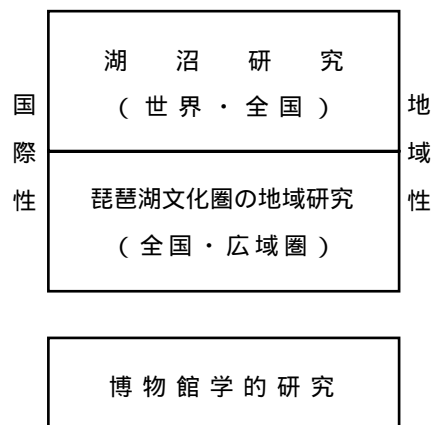 湖沼研究
(世界・全国)
国際性
地域性
琵琶湖文化圏の地域研究
(全国・広域圏)
博物館学的研究